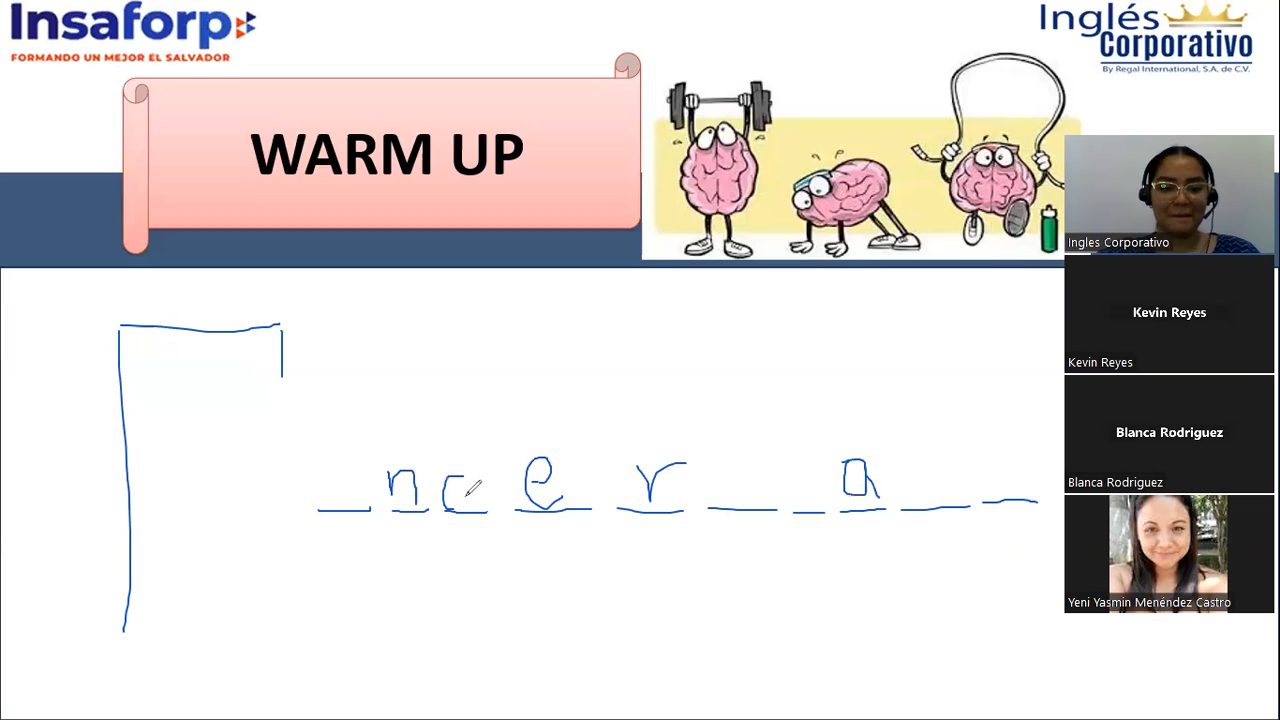 Insaforp
FORMANDO UN MEJOR EL SALVADOR
Inglés
Corporativo
By Regal International, S.A. de C.V.
WARM UP
Ingles Corporativo
Kevin Reyes
Kevin Reyes
Blanca Rodriguez
Blanca Rodriguez
Yeni Yasmin Menéndez Castro
_ n c e r _ _ a _ _